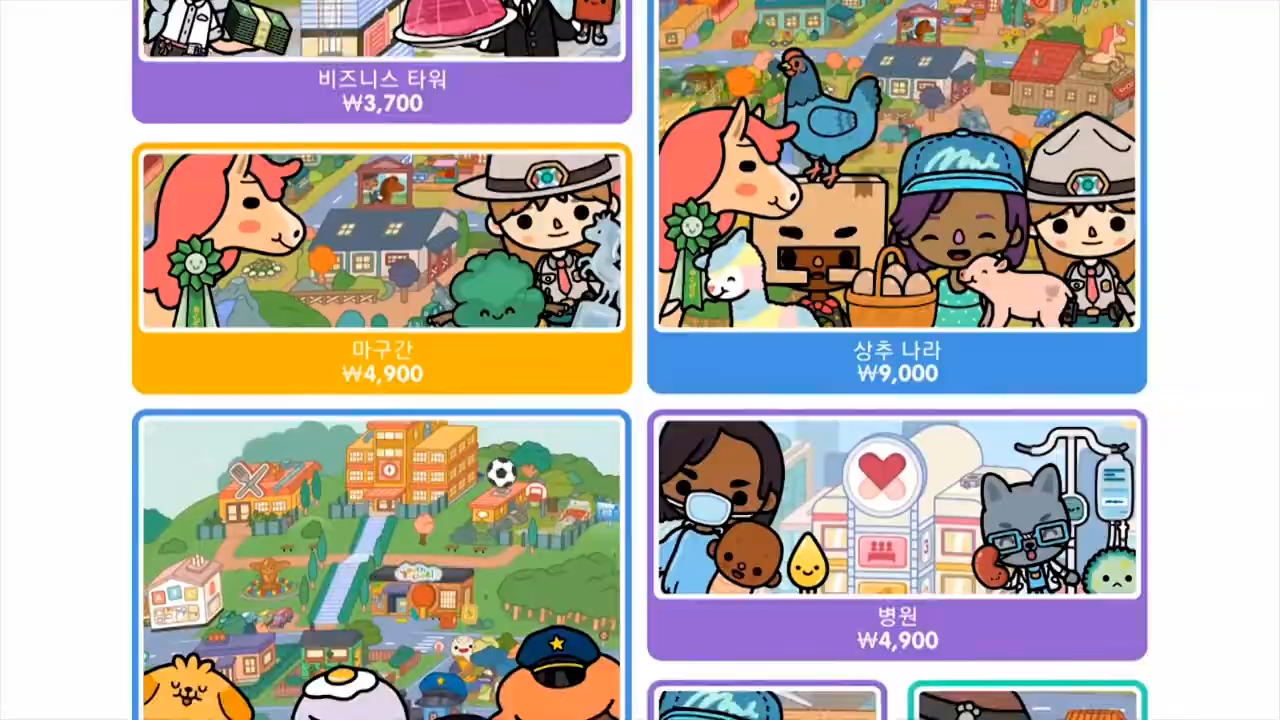 비즈니스 타워
₩3,700
마구간
₩4,900
상추 나라
₩9,000
병원
₩4,900